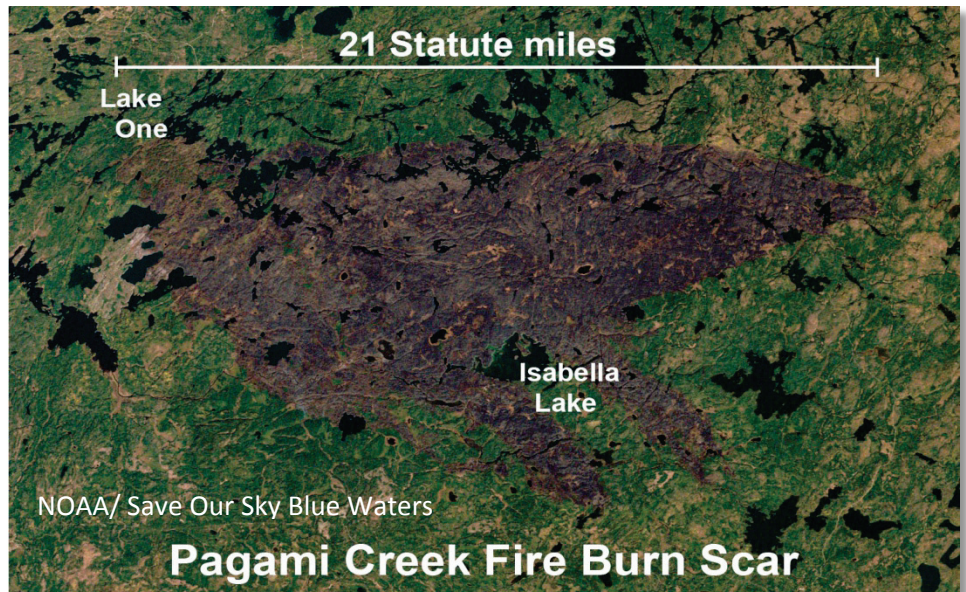 21 Statute miles
Lake
One
Isabella
Lake
NOAA/ Save Our Sky Blue Waters
Pagami Creek Fire Burn Scar